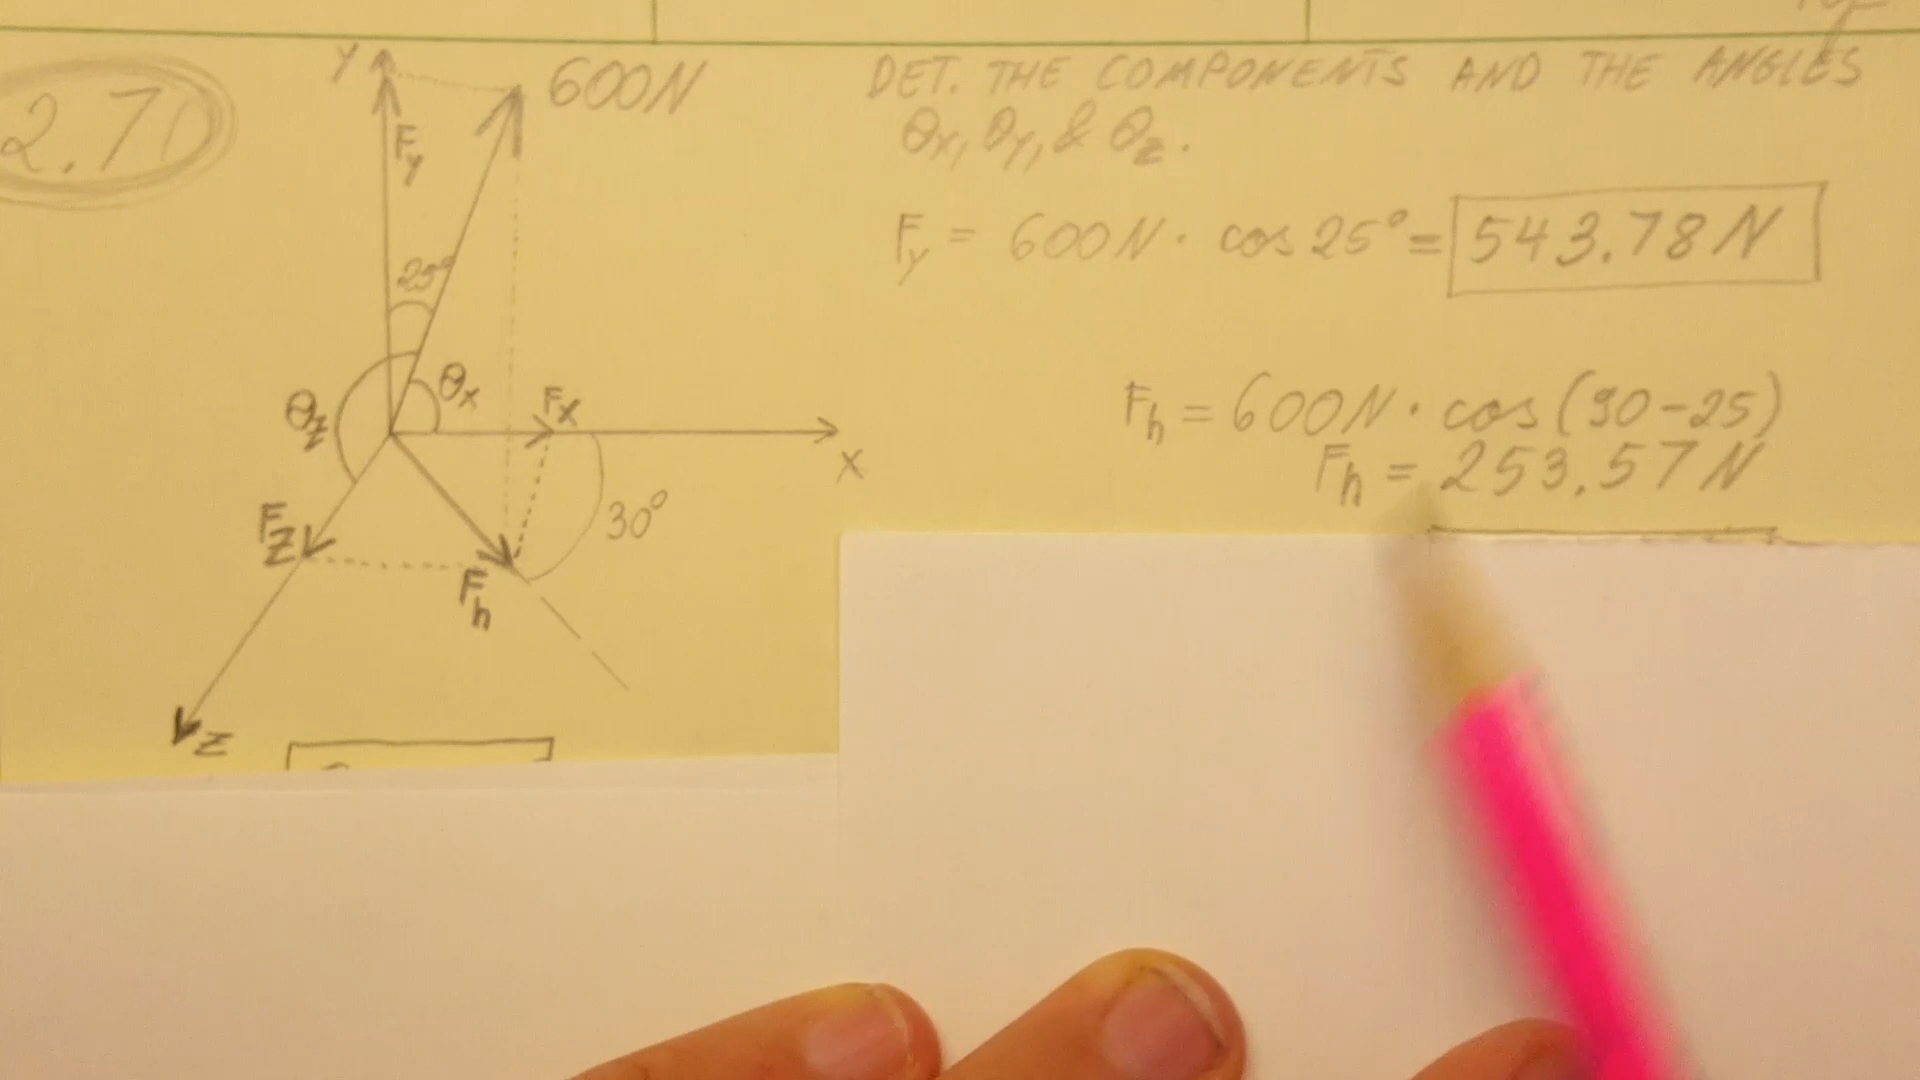 2.71
y
600N
Fy
25°
θx
θz
Fx
x
30°
Fz
Fh
z
DET. THE COMPONENTS AND THE ANGLES
θx, θy, & θz.
Fy = 600N · cos 25° = 543.78 N
Fh = 600N · cos(90-25)
Fh = 253.57 N